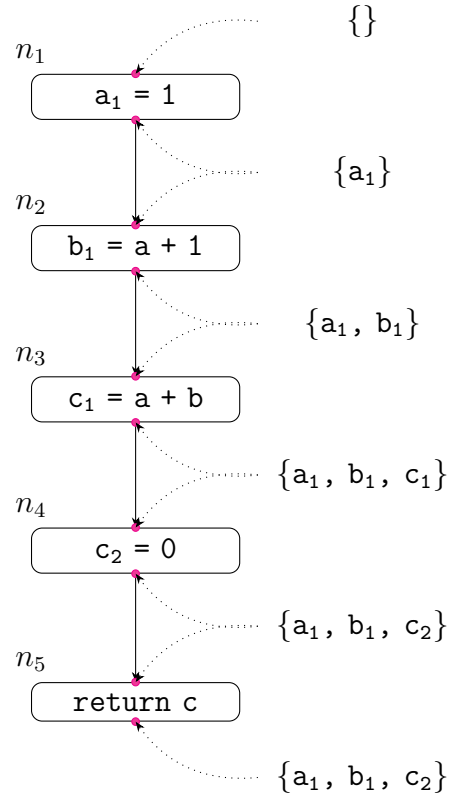 {}
n₁
a₁ = 1
{a₁}
n₂
b₁ = a + 1
{a₁, b₁}
n₃
c₁ = a + b
{a₁, b₁, c₁}
n₄
c₂ = 0
{a₁, b₁, c₂}
n₅
return c
{a₁, b₁, c₂}